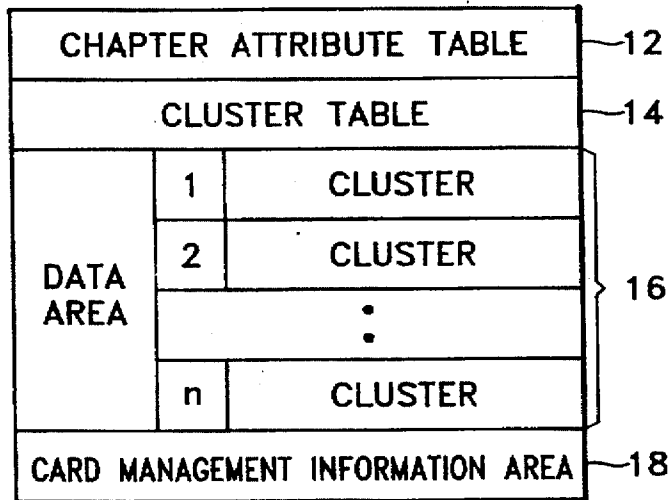 CHAPTER ATTRIBUTE TABLE 12
CLUSTER TABLE 14
1 CLUSTER
2 CLUSTER
DATA AREA
16
n CLUSTER
CARD MANAGEMENT INFORMATION AREA 18